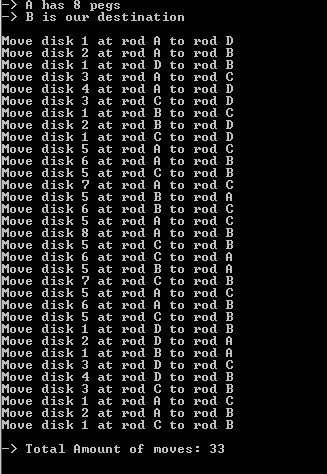 -> A has 8 pegs
-> B is our destination
Move disk 1 at rod A to rod D
Move disk 2 at rod A to rod B
Move disk 1 at rod D to rod B
Move disk 3 at rod A to rod C
Move disk 4 at rod A to rod D
Move disk 3 at rod C to rod D
Move disk 1 at rod B to rod C
Move disk 2 at rod B to rod D
Move disk 1 at rod C to rod D
Move disk 5 at rod A to rod C
Move disk 6 at rod A to rod B
Move disk 5 at rod C to rod B
Move disk 7 at rod A to rod C
Move disk 5 at rod B to rod A
Move disk 6 at rod B to rod C
Move disk 5 at rod A to rod C
Move disk 8 at rod A to rod B
Move disk 5 at rod C to rod B
Move disk 6 at rod C to rod A
Move disk 5 at rod B to rod A
Move disk 7 at rod C to rod B
Move disk 5 at rod A to rod C
Move disk 6 at rod A to rod B
Move disk 5 at rod C to rod B
Move disk 1 at rod D to rod B
Move disk 2 at rod D to rod A
Move disk 1 at rod B to rod A
Move disk 3 at rod D to rod C
Move disk 4 at rod D to rod B
Move disk 3 at rod C to rod B
Move disk 1 at rod A to rod C
Move disk 2 at rod A to rod B
Move disk 1 at rod C to rod B
-> Total Amount of moves: 33